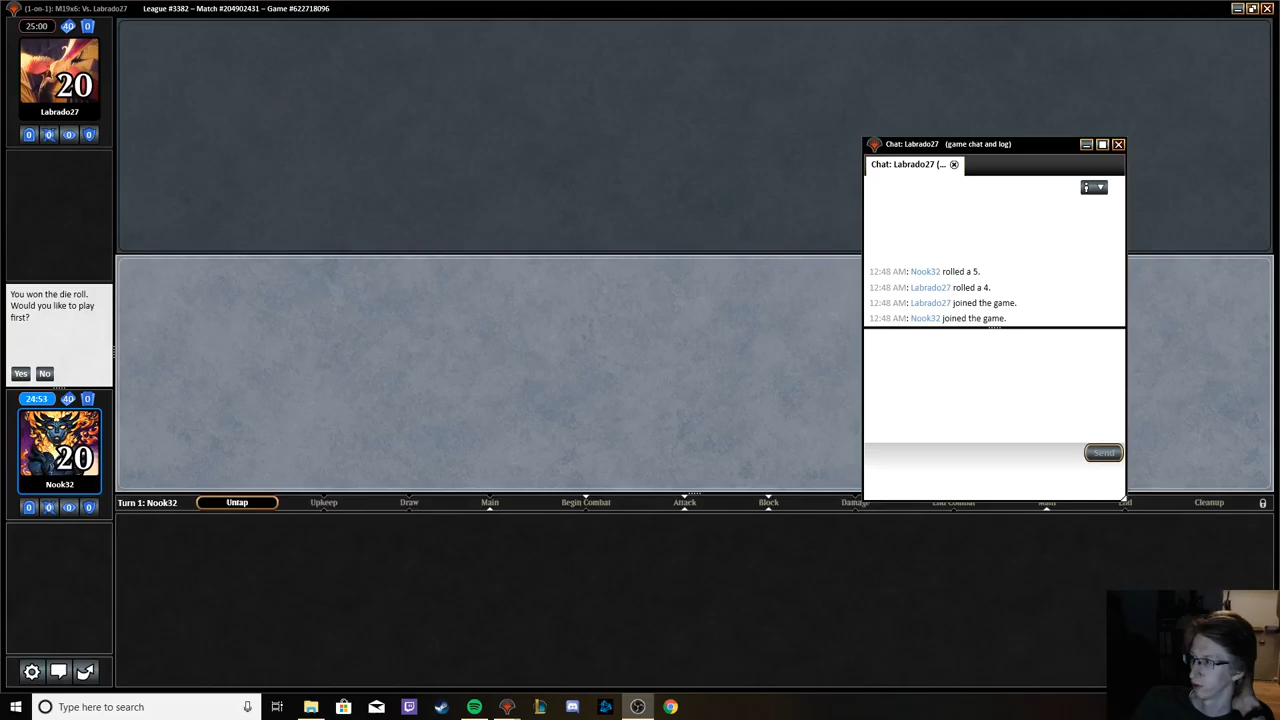 (1-on-1): M19x6: Vs. Labrado27 League #3382 – Match #204902431 – Game #622718096
25:00 40 0
20
Labrado27
0 0 0 0
Chat: Labrado27 (game chat and log)
Chat: Labrado27 (...
12:48 AM: Nook32 rolled a 5.
12:48 AM: Labrado27 rolled a 4.
12:48 AM: Labrado27 joined the game.
12:48 AM: Nook32 joined the game.
Send
You won the die roll.
Would you like to play
first?
Yes No
24:53 40 0
20
Nook32
0 0 0 0
Turn 1: Nook32 Untap Upkeep Draw Main Begin Combat Attack Block Damage End Combat Main End Cleanup
Type here to search